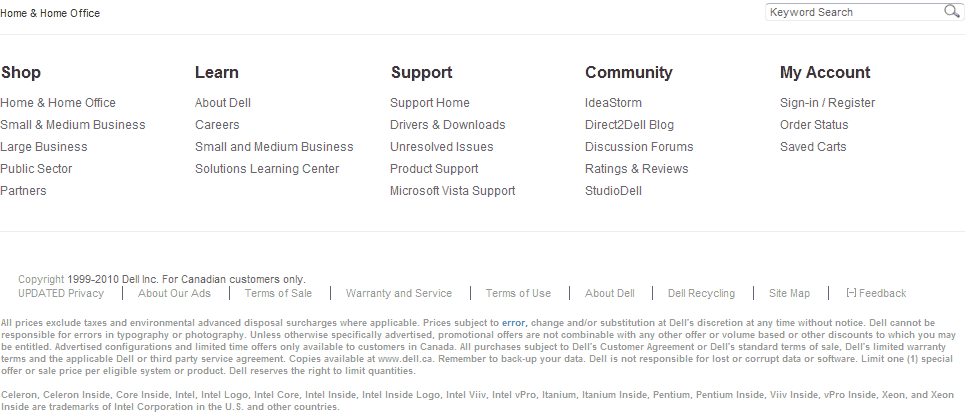 Home & Home Office
Keyword Search
Shop
Home & Home Office
Small & Medium Business
Large Business
Public Sector
Partners
Learn
About Dell
Careers
Small and Medium Business
Solutions Learning Center
Support
Support Home
Drivers & Downloads
Unresolved Issues
Product Support
Microsoft Vista Support
Community
IdeaStorm
Direct2Dell Blog
Discussion Forums
Ratings & Reviews
StudioDell
My Account
Sign-in / Register
Order Status
Saved Carts
Copyright 1999-2010 Dell Inc. For Canadian customers only.
UPDATED Privacy | About Our Ads | Terms of Sale | Warranty and Service | Terms of Use | About Dell | Dell Recycling | Site Map | [-] Feedback
All prices exclude taxes and environmental advanced disposal surcharges where applicable. Prices subject to error, change and/or substitution at Dell's discretion at any time without notice. Dell cannot be
responsible for errors in typography or photography. Unless otherwise specifically advertised, promotional offers are not combinable with any other offer or volume based or other discounts to which you may
be entitled. Advertised configurations and limited time offers only available to customers in Canada. All purchases subject to Dell's Customer Agreement or Dell's standard terms of sale, Dell's limited warranty
terms and the applicable Dell or third party service agreement. Copies available at www.dell.ca. Remember to back-up your data. Dell is not responsible for lost or corrupt data or software. Limit one (1) special
offer or sale price per eligible system or product. Dell reserves the right to limit quantities.
Celeron, Celeron Inside, Core Inside, Intel, Intel Logo, Intel Core, Intel Inside, Intel Inside Logo, Intel Viiv, Intel vPro, Itanium, Itanium Inside, Pentium, Pentium Inside, Viiv Inside, vPro Inside, Xeon, and Xeon
Inside are trademarks of Intel Corporation in the U.S. and other countries.